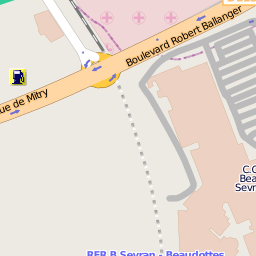 Boulevard Robert Ballanger
ue de Mitry
C.C
Bea
Sevr
RER B Sevran - Beaudottes